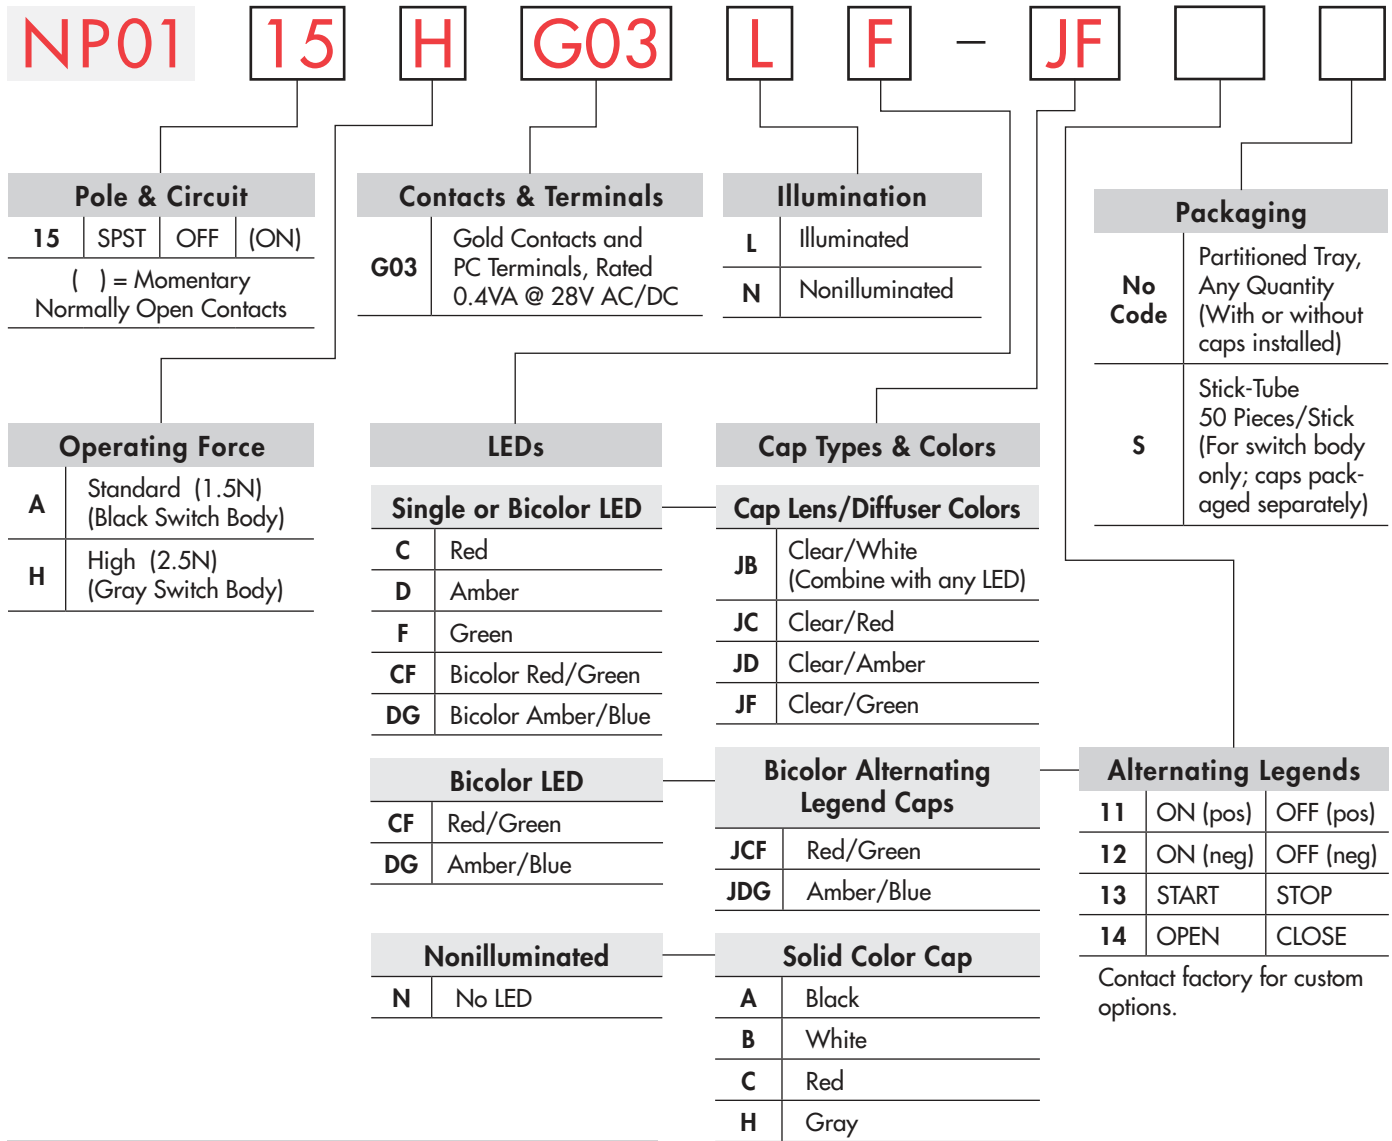 NP01 15 H G03 L F – JF
Pole & Circuit
15 SPST OFF (ON)
( ) = Momentary
Normally Open Contacts
Contacts & Terminals
G03 Gold Contacts and
PC Terminals, Rated
0.4VA @ 28V AC/DC
Illumination
L Illuminated
N Nonilluminated
Packaging
No
Code
Partitioned Tray,
Any Quantity
(With or without
caps installed)
S
Stick-Tube
50 Pieces/Stick
(For switch body
only; caps pack-
aged separately)
Operating Force
A Standard (1.5N)
(Black Switch Body)
H High (2.5N)
(Gray Switch Body)
LEDs
Single or Bicolor LED
C Red
D Amber
F Green
CF Bicolor Red/Green
DG Bicolor Amber/Blue
Cap Types & Colors
Cap Lens/Diffuser Colors
JB Clear/White
(Combine with any LED)
JC Clear/Red
JD Clear/Amber
JF Clear/Green
Bicolor LED
CF Red/Green
DG Amber/Blue
Bicolor Alternating
Legend Caps
JCF Red/Green
JDG Amber/Blue
Alternating Legends
11 ON (pos) OFF (pos)
12 ON (neg) OFF (neg)
13 START STOP
14 OPEN CLOSE
Contact factory for custom
options.
Nonilluminated
N No LED
Solid Color Cap
A Black
B White
C Red
H Gray